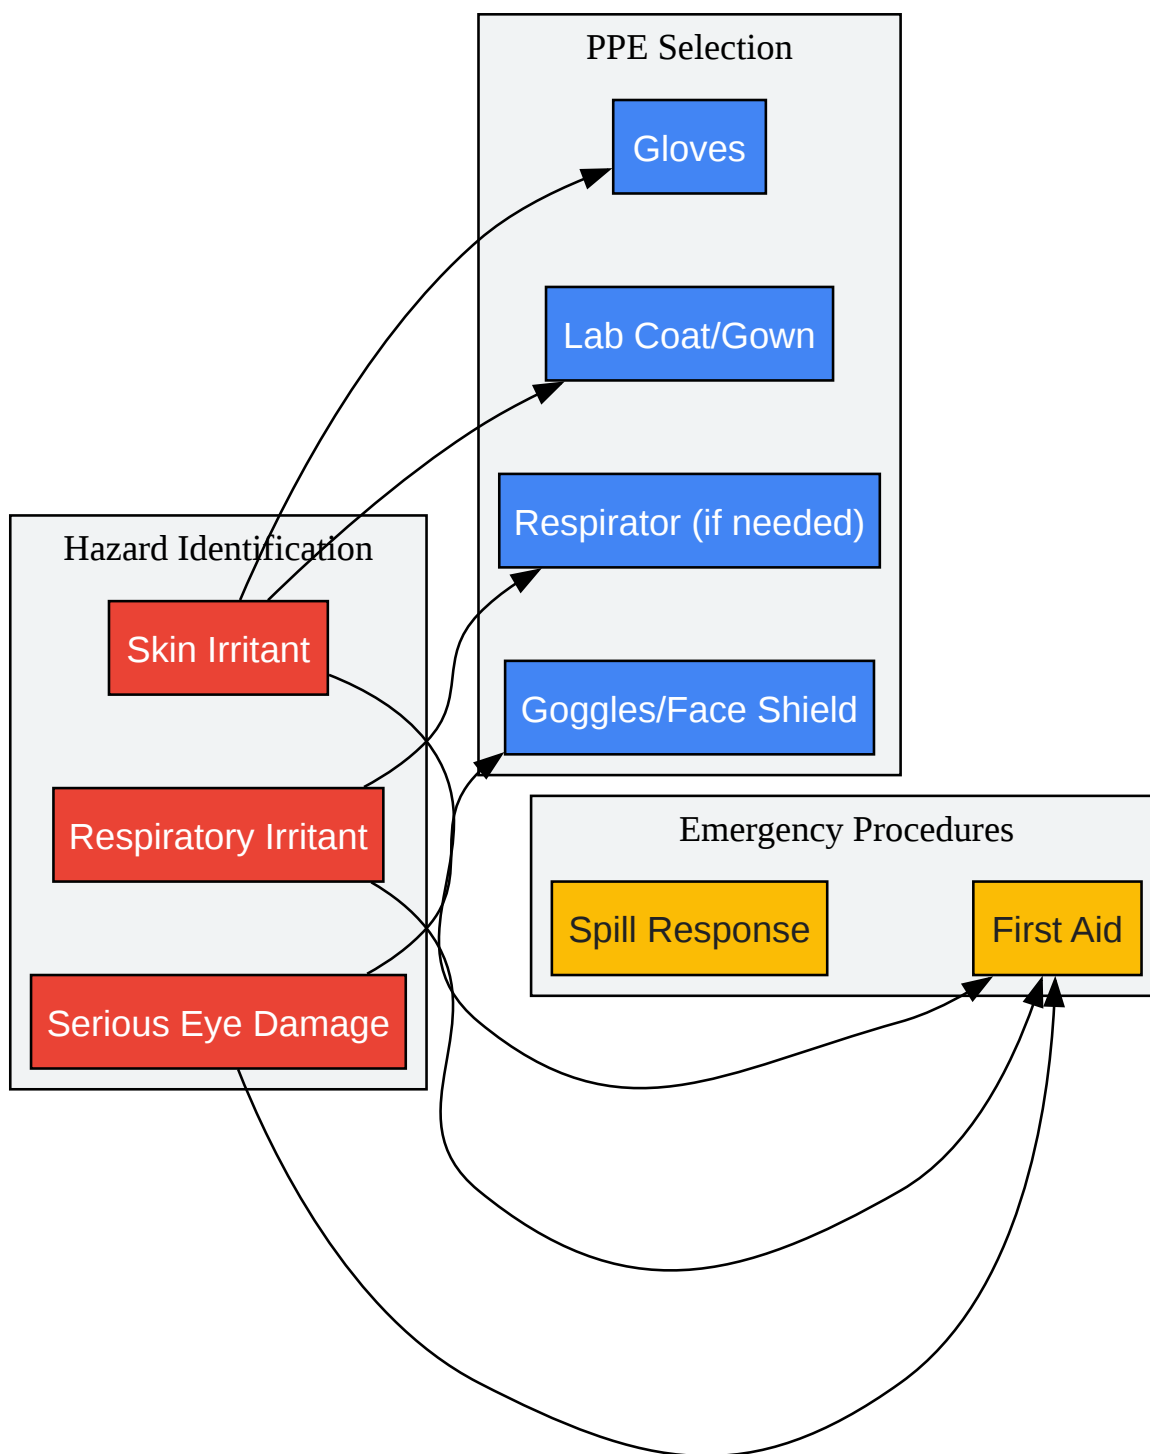 PPE Selection
Gloves
Lab Coat/Gown
Respirator (if needed)
Goggles/Face Shield
Hazard Identification
Skin Irritant
Respiratory Irritant
Serious Eye Damage
Emergency Procedures
Spill Response
First Aid